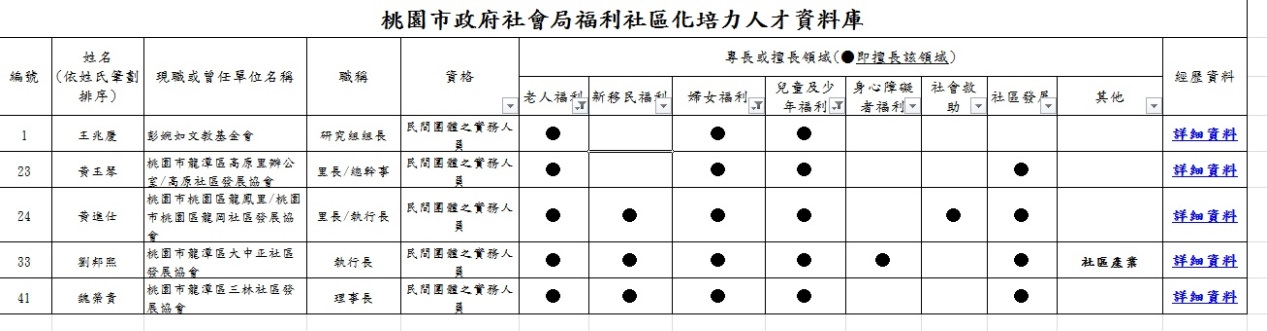 桃園市政府社會局福利社區化培力人才資料庫
編號
姓名
(依姓氏筆劃
排序)
現職或曾任單位名稱
職稱
資格
專長或擅長領域(●即擅長該領域)
經歷資料
老人福利
新移民福利
婦女福利
兒童及少
年福利
身心障礙
者福利
社會救
助
社區發展
其他
1
王兆慶
彭婉如文教基金會
研究組組長
民間團體之實務人
員
● ● ●
詳細資料
23
黃玉琴
桃園市龍潭區高原里辦公
室/高原社區發展協會
里長/總幹事
民間團體之實務人
員
● ● ● ●
詳細資料
24
黃進仕
桃園市桃園區龍鳳里/桃園
市桃園區龍岡社區發展協
會
里長/執行長
民間團體之實務人
員
● ● ● ● ● ●
詳細資料
33
劉邦熙
桃園市龍潭區大中正社區
發展協會
執行長
民間團體之實務人
員
● ● ● ● ● ●
社區產業
詳細資料
41
魏榮貴
桃園市龍潭區三林社區發
展協會
理事長
民間團體之實務人
員
● ● ● ● ●
詳細資料